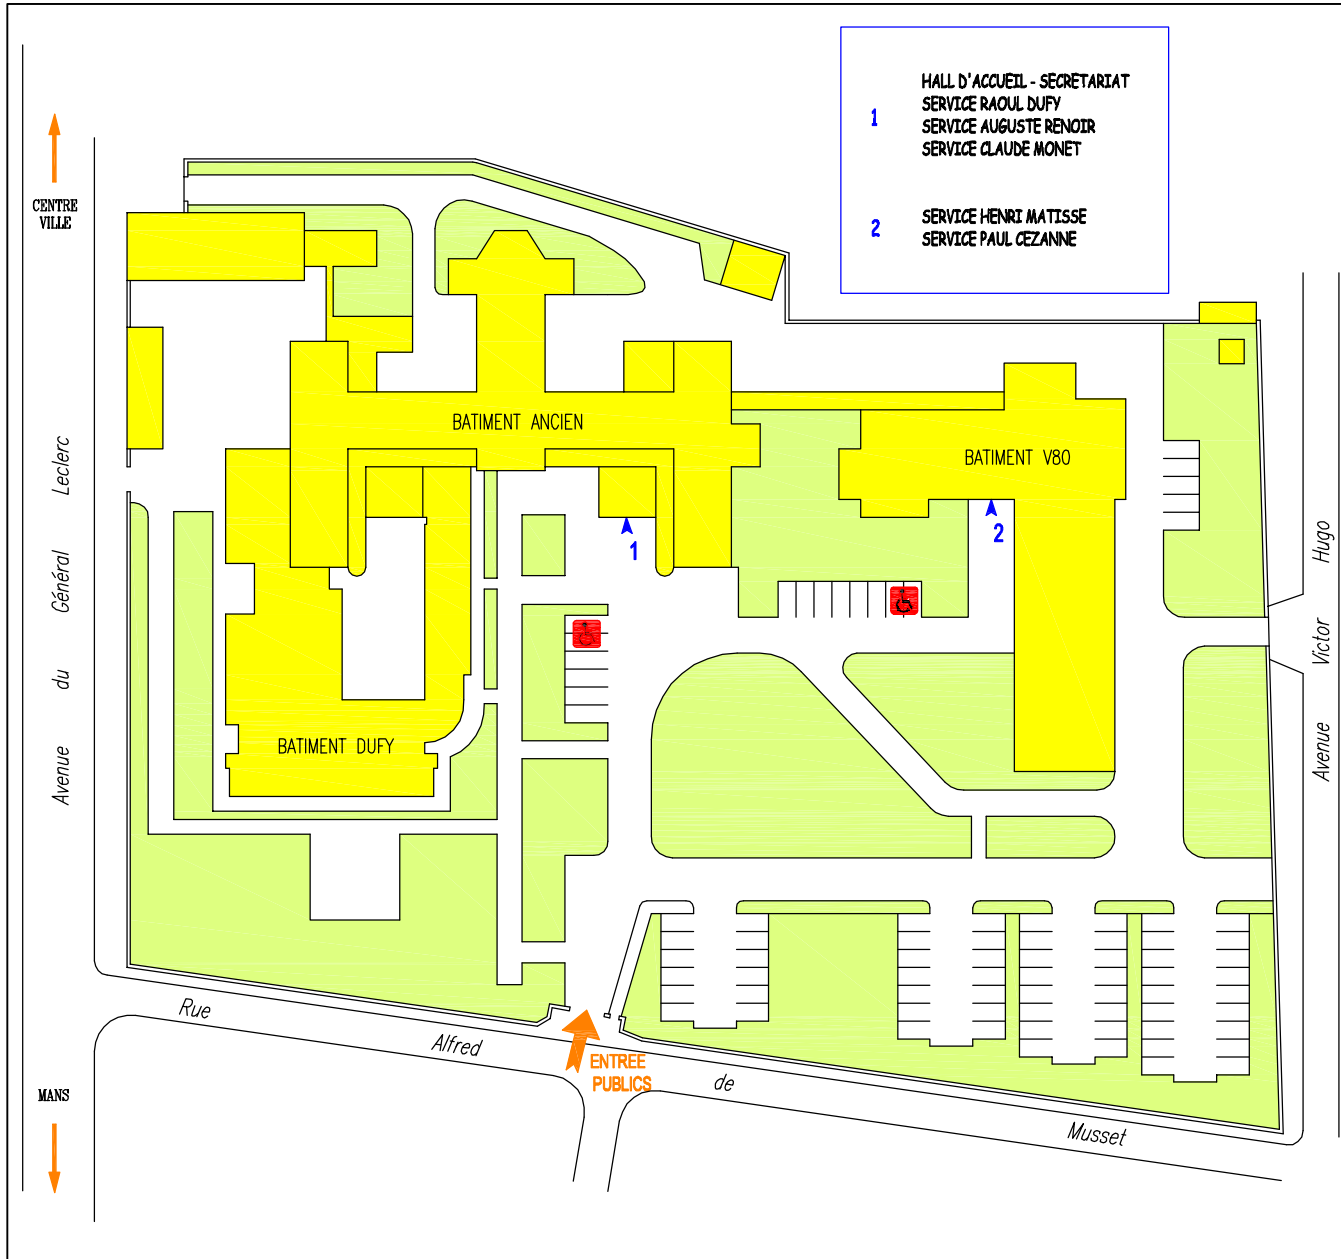 HALL D'ACCUEIL - SECRETARIAT
1
SERVICE RAOUL DUFY
SERVICE AUGUSTE RENOIR
SERVICE CLAUDE MONET
2
SERVICE HENRI MATISSE
SERVICE PAUL CEZANNE
CENTRE
VILLE
BATIMENT ANCIEN
BATIMENT V80
1
2
BATIMENT DUFY
Avenue du Général Leclerc
Avenue Victor Hugo
Rue Alfred de Musset
ENTREE
PUBLICS
MANS